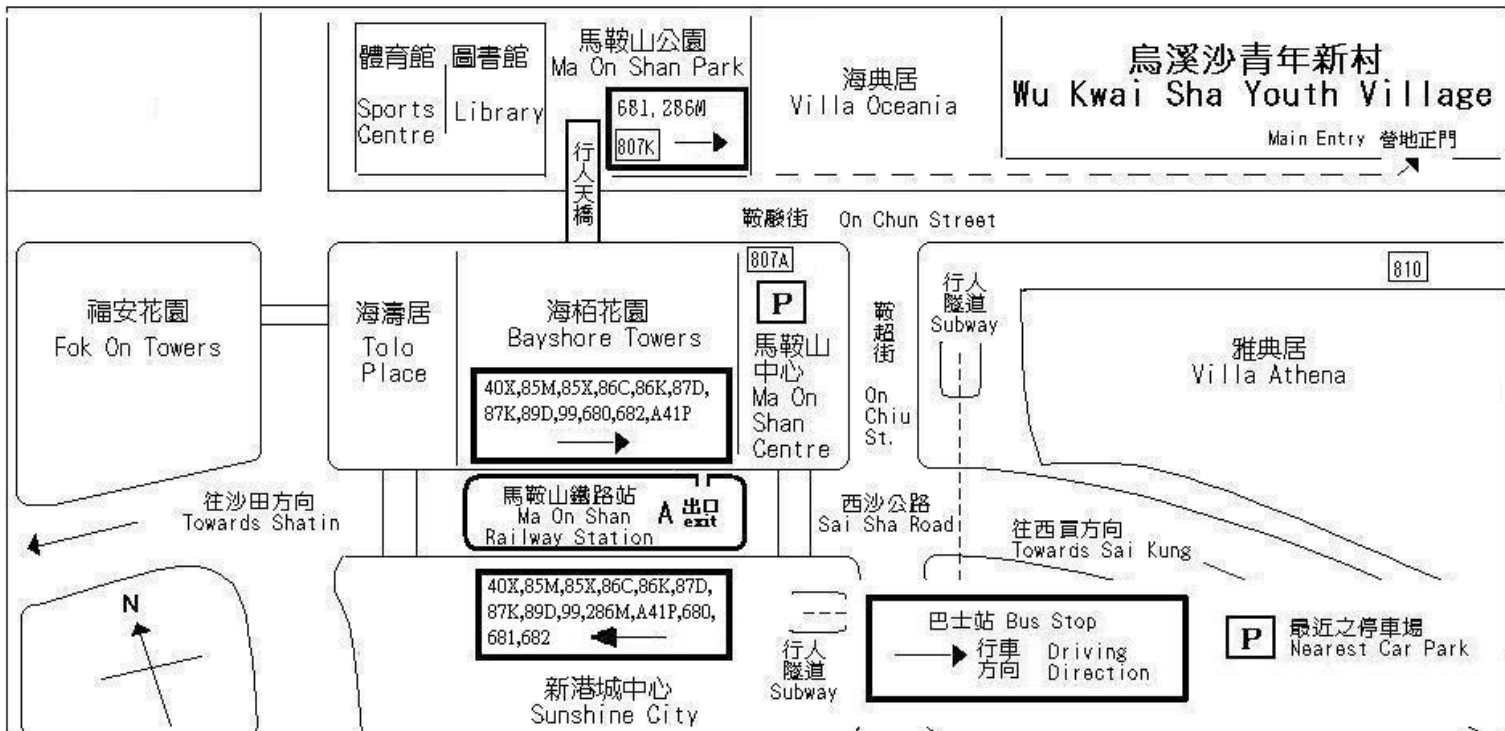 體育館
圖書館
Sports
Centre
Library
馬鞍山公園
Ma On Shan Park
681, 286M
807K
海典居
Villa Oceania
烏溪沙青年新村
Wu Kwai Sha Youth Village
Main Entry 營地正門
行人天橋
鞍駿街 On Chun Street
福安花園
Fok On Towers
海濤居
Tolo
Place
海栢花園
Bayshore Towers
40X,85M,85X,86C,86K,87D,
87K,89D,99,680,682,A41P
807A
P
馬鞍山
中心
Ma On
Shan
Centre
鞍超街
On
Chiu
St.
行人
隧道
Subway
810
雅典居
Villa Athena
往沙田方向
Towards Shatin
馬鞍山鐵路站
Ma On Shan
Railway Station
A 出口
exit
西沙公路
Sai Sha Road
往西貢方向
Towards Sai Kung
N
40X,85M,85X,86C,86K,87D,
87K,89D,99,286M,A41P,680,
681,682
新港城中心
Sunshine City
行人
隧道
Subway
巴士站 Bus Stop
行車
方向
Driving
Direction
P
最近之停車場
Nearest Car Park